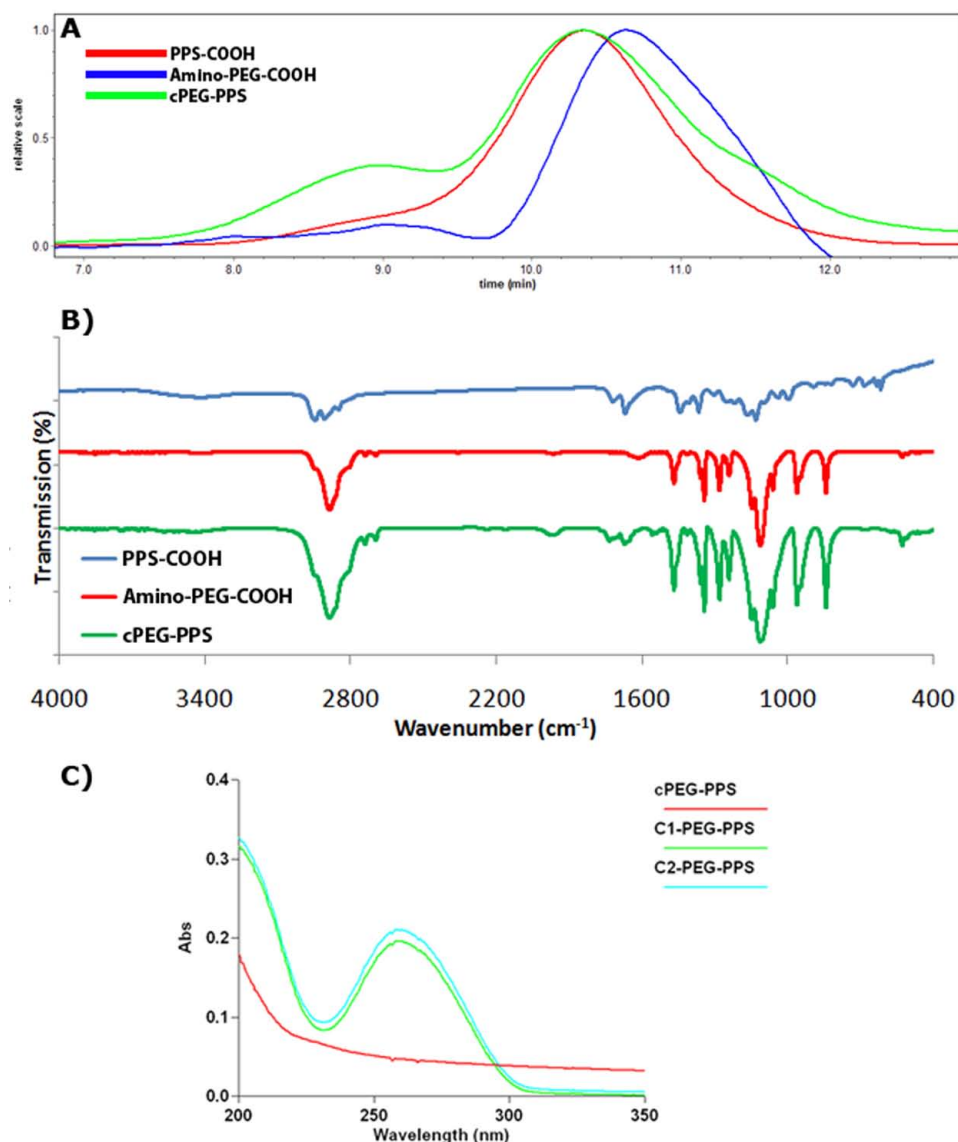 A
PPS-COOH
Amino-PEG-COOH
cPEG-PPS
relative scale
1.0
0.5
0.0
7.0 8.0 9.0 10.0 11.0 12.0
time (min)
B)
Transmission (%)
PPS-COOH
Amino-PEG-COOH
cPEG-PPS
4000 3400 2800 2200 1600 1000 400
Wavenumber (cm⁻¹)
C)
Abs
0.4
0.3
0.2
0.1
0.0
200 250 300 350
Wavelength (nm)
cPEG-PPS
C1-PEG-PPS
C2-PEG-PPS